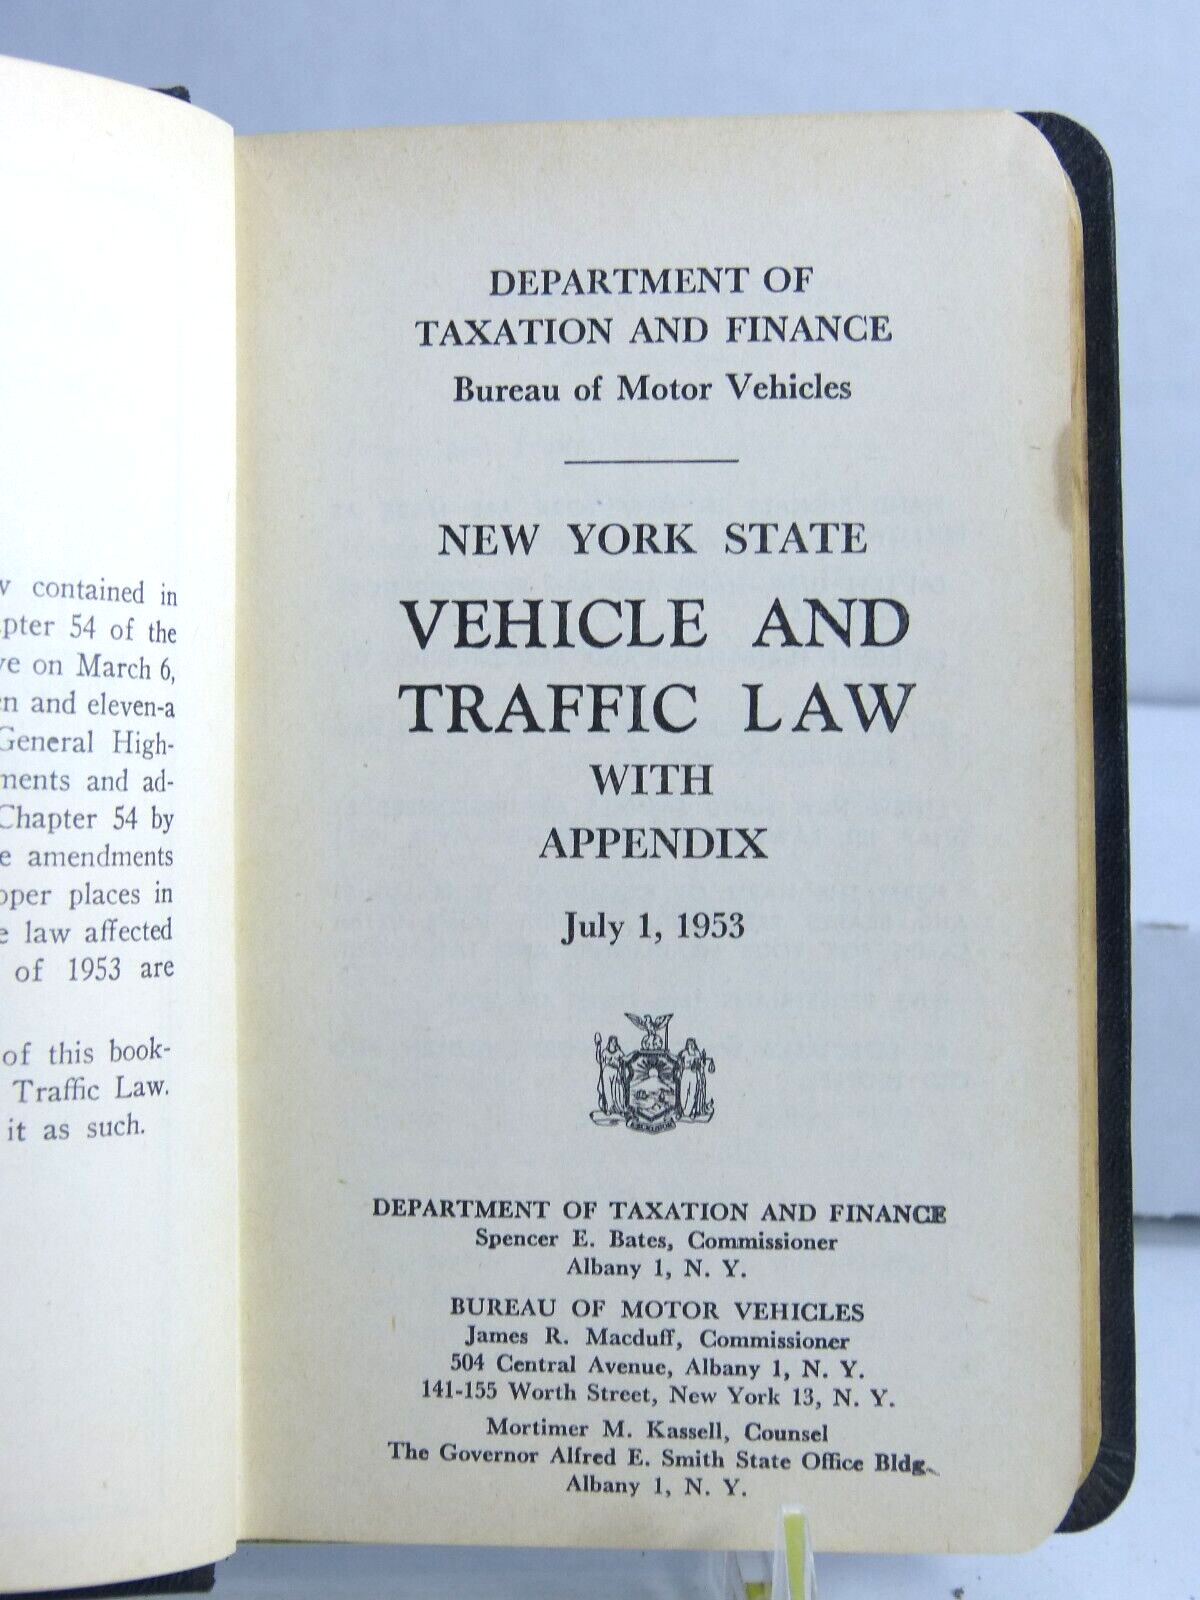 contained in
54 of the
on March 6,
and eleven-a
General High-
and ad-
Chapter 54 by
amendments
places in
law affected
of 1953 are
of this book-
Traffic Law.
it as such.
DEPARTMENT OF
TAXATION AND FINANCE
Bureau of Motor Vehicles
NEW YORK STATE
VEHICLE AND
TRAFFIC LAW
WITH
APPENDIX
July 1, 1953
EXCELSIOR
DEPARTMENT OF TAXATION AND FINANCE
Spencer E. Bates, Commissioner
Albany 1, N. Y.
BUREAU OF MOTOR VEHICLES
James R. Macduff, Commissioner
504 Central Avenue, Albany 1, N. Y.
141-155 Worth Street, New York 13, N. Y.
Mortimer M. Kassell, Counsel
The Governor Alfred E. Smith State Office Bldg.
Albany 1, N. Y.